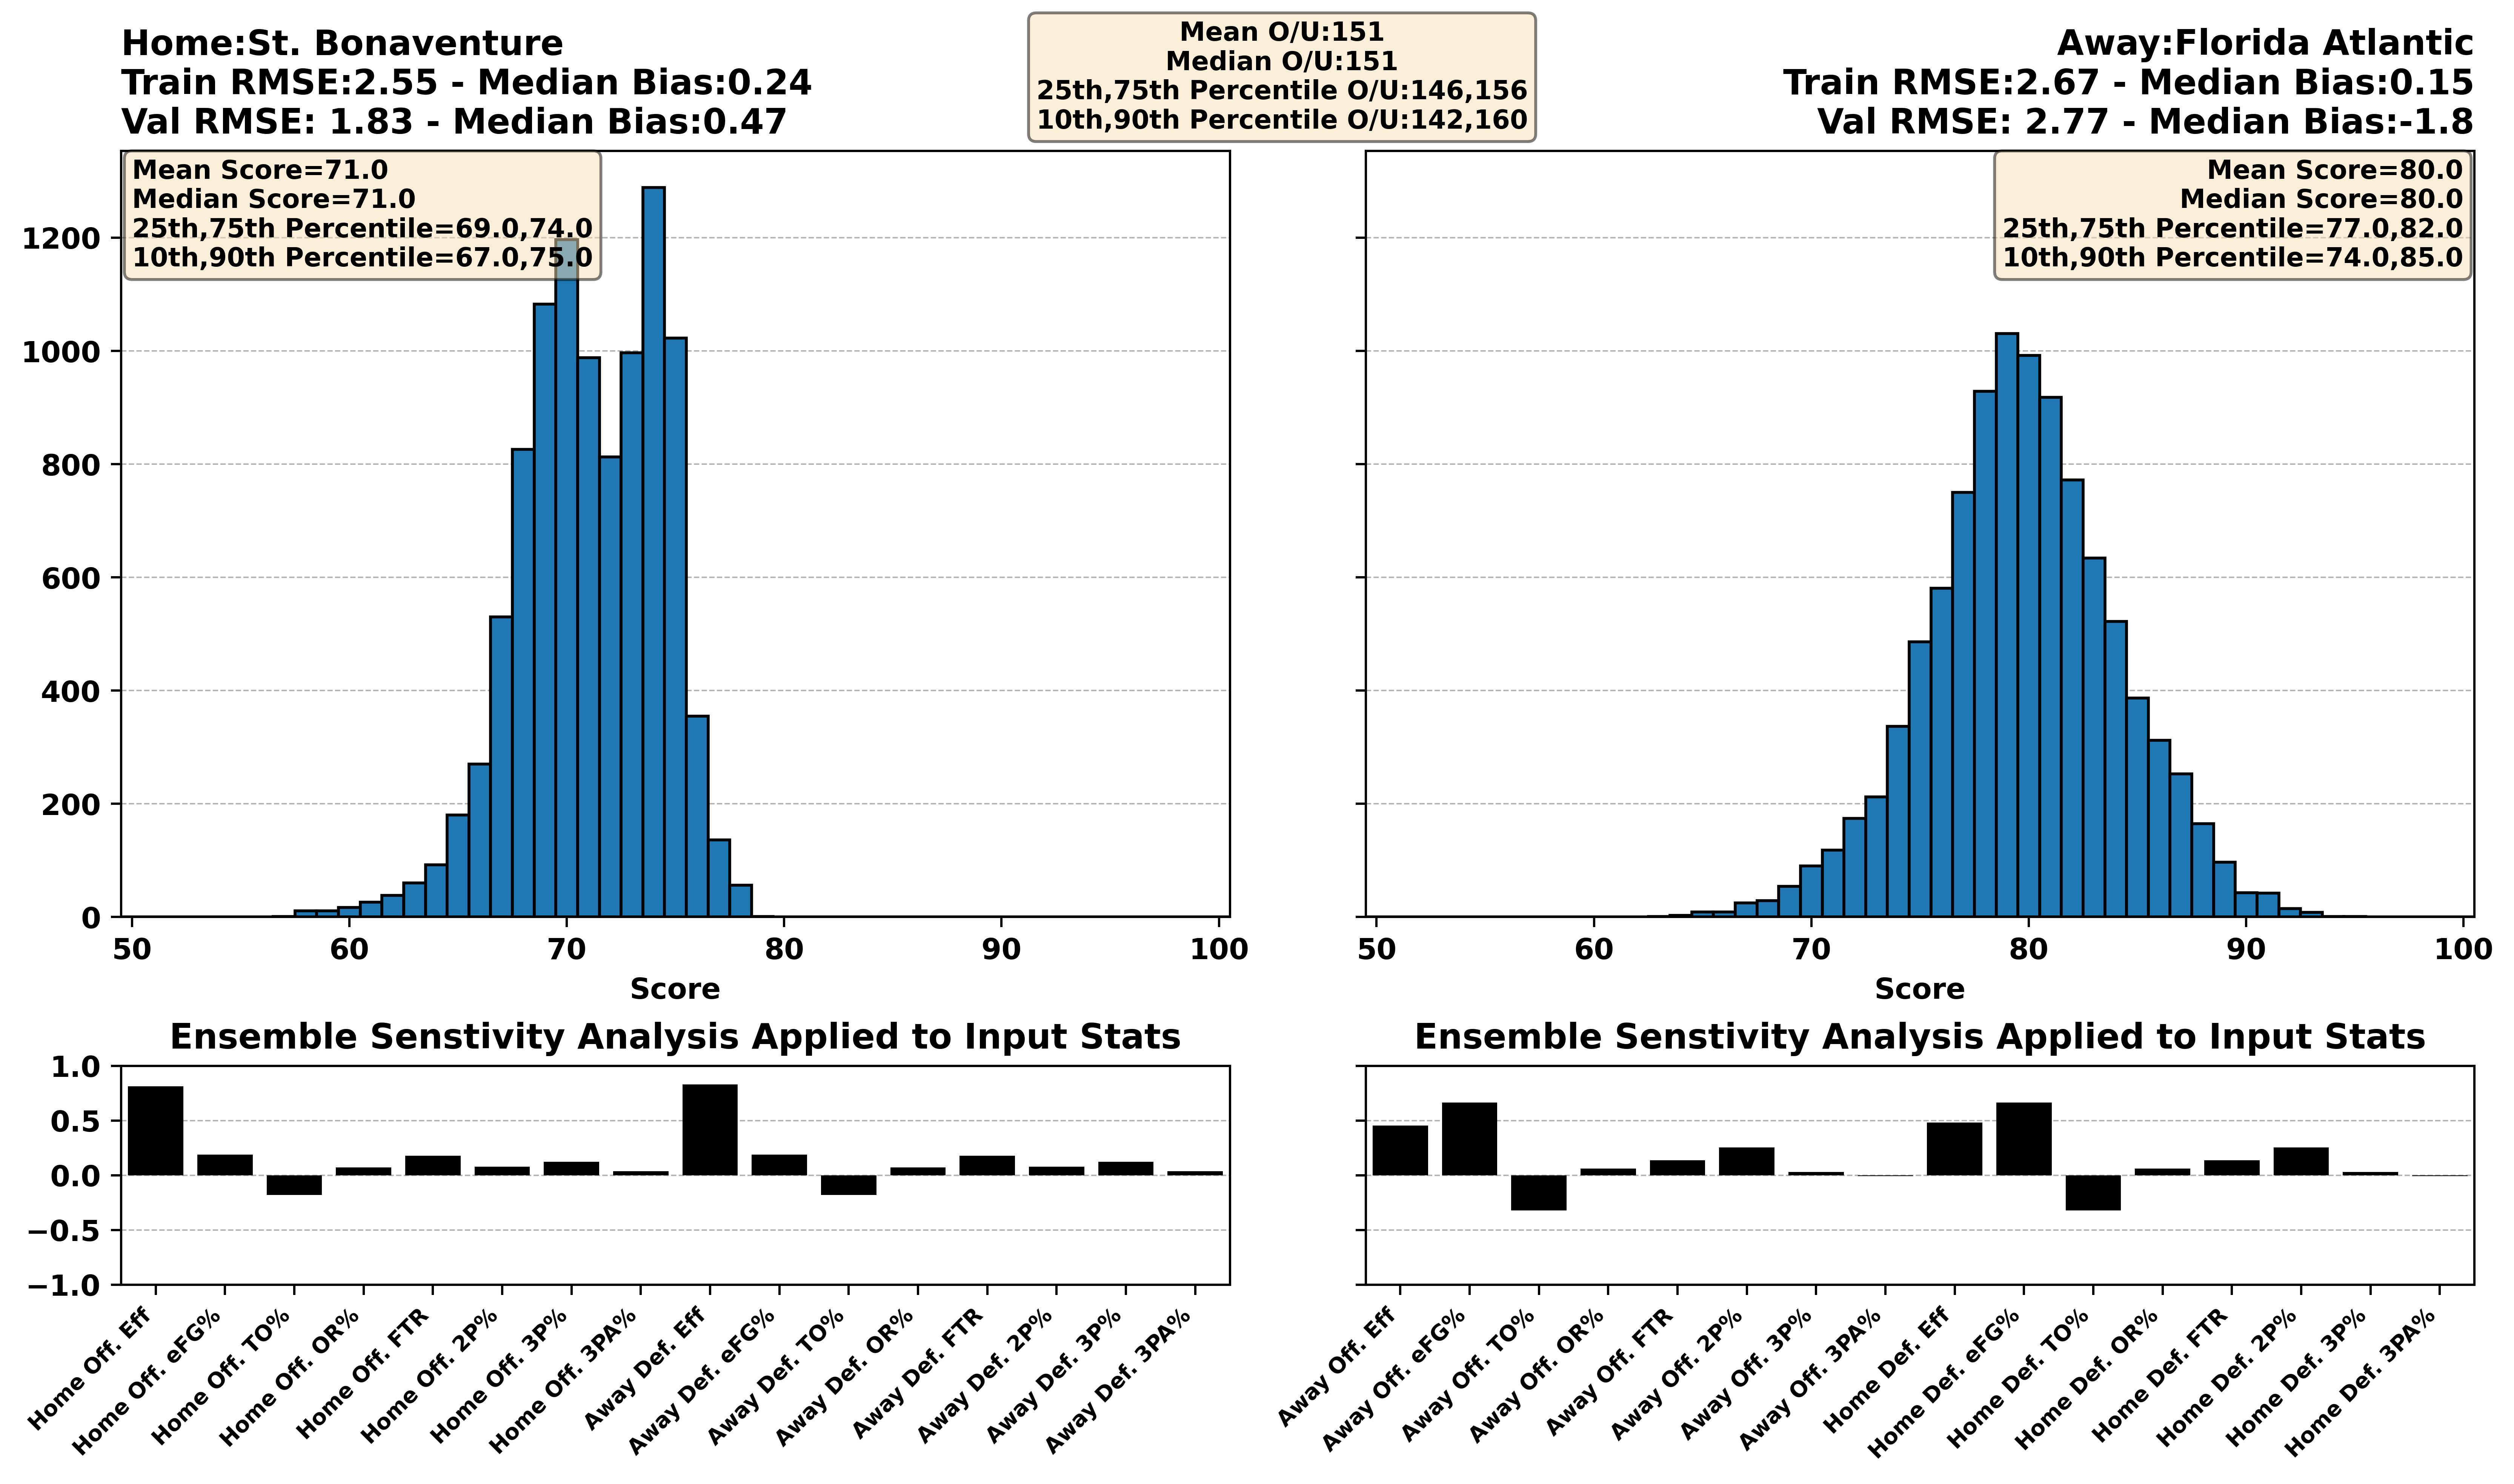 Mean O/U:151
Median O/U:151
25th,75th Percentile O/U:146,156
10th,90th Percentile O/U:142,160
Home:St. Bonaventure
Train RMSE:2.55 - Median Bias:0.24
Val RMSE: 1.83 - Median Bias:0.47
Away:Florida Atlantic
Train RMSE:2.67 - Median Bias:0.15
Val RMSE: 2.77 - Median Bias:-1.8
Mean Score=71.0
Median Score=71.0
25th,75th Percentile=69.0,74.0
10th,90th Percentile=67.0,75.0
Mean Score=80.0
Median Score=80.0
25th,75th Percentile=77.0,82.0
10th,90th Percentile=74.0,85.0
1200
1000
800
600
400
200
0
50 60 70 80 90 100
Score
50 60 70 80 90 100
Score
Ensemble Senstivity Analysis Applied to Input Stats
Ensemble Senstivity Analysis Applied to Input Stats
1.0
0.5
0.0
−0.5
−1.0
Home Off. Eff
Home Off. eFG%
Home Off. TO%
Home Off. OR%
Home Off. FTR
Home Off. 2P%
Home Off. 3P%
Home Off. 3PA%
Away Def. Eff
Away Def. eFG%
Away Def. TO%
Away Def. OR%
Away Def. FTR
Away Def. 2P%
Away Def. 3P%
Away Def. 3PA%
Away Off. Eff
Away Off. eFG%
Away Off. TO%
Away Off. OR%
Away Off. FTR
Away Off. 2P%
Away Off. 3P%
Away Off. 3PA%
Home Def. Eff
Home Def. eFG%
Home Def. TO%
Home Def. OR%
Home Def. FTR
Home Def. 2P%
Home Def. 3P%
Home Def. 3PA%